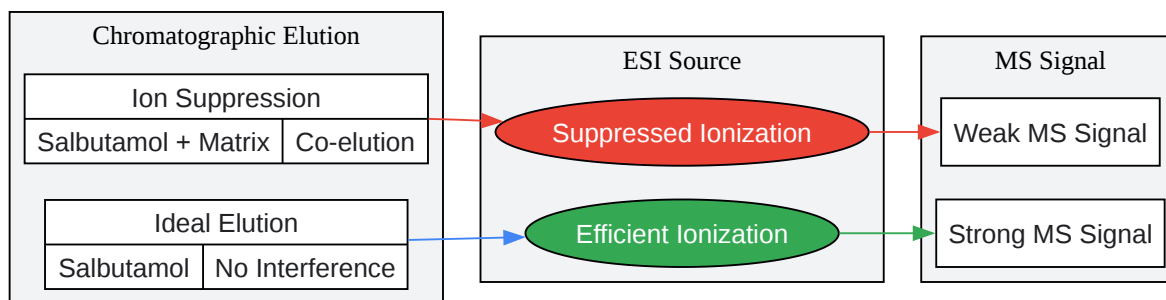 Chromatographic Elution
Ion Suppression
Salbutamol + Matrix
Co-elution
Ideal Elution
Salbutamol
No Interference
ESI Source
Suppressed Ionization
Efficient Ionization
MS Signal
Weak MS Signal
Strong MS Signal